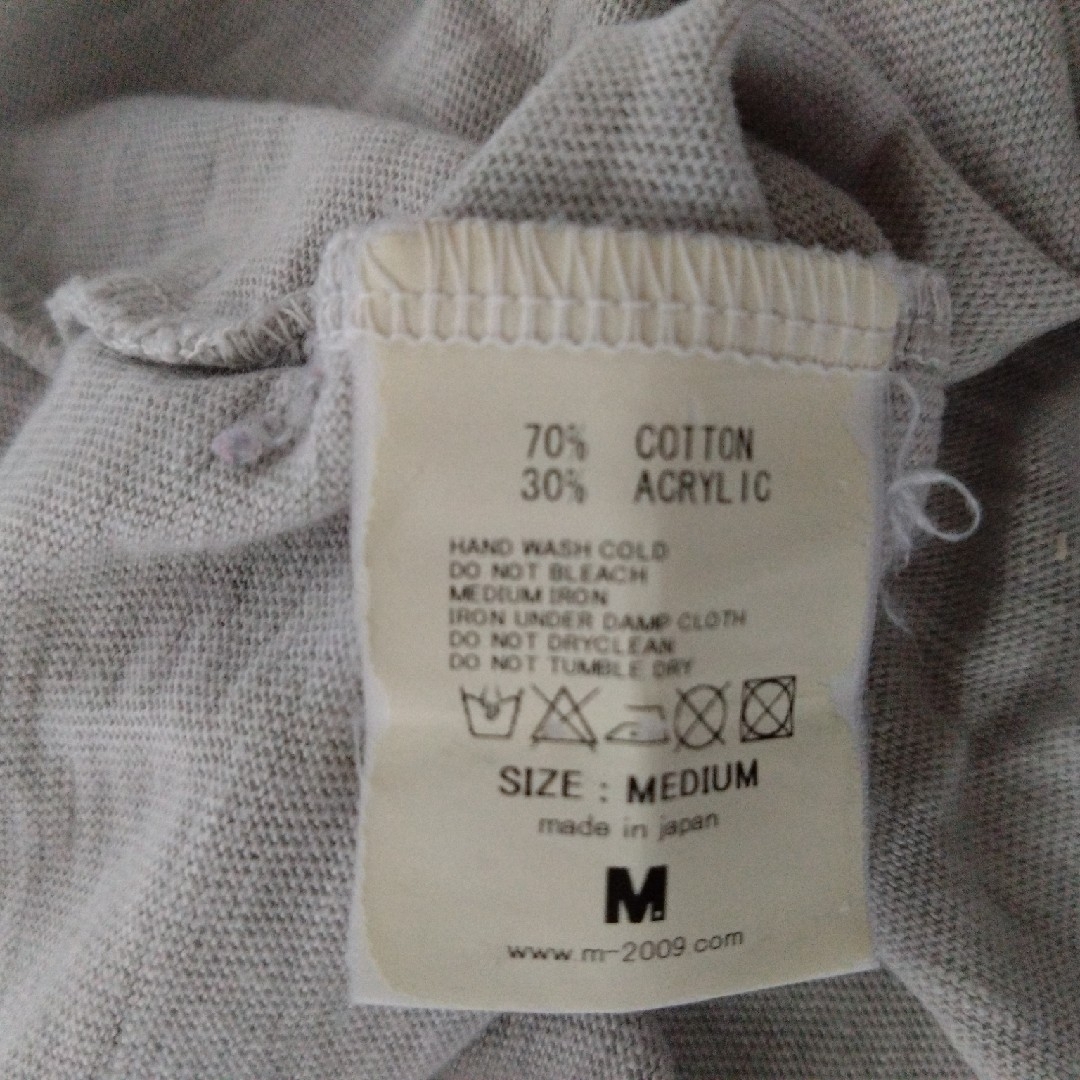 70% COTTON
30% ACRYLIC
HAND WASH COLD
DO NOT BLEACH
MEDIUM IRON
IRON UNDER DAMP CLOTH
DO NOT DRYCLEAN
DO NOT TUMBLE DRY
SIZE : MEDIUM
made in japan
M.
www.m-2009.com